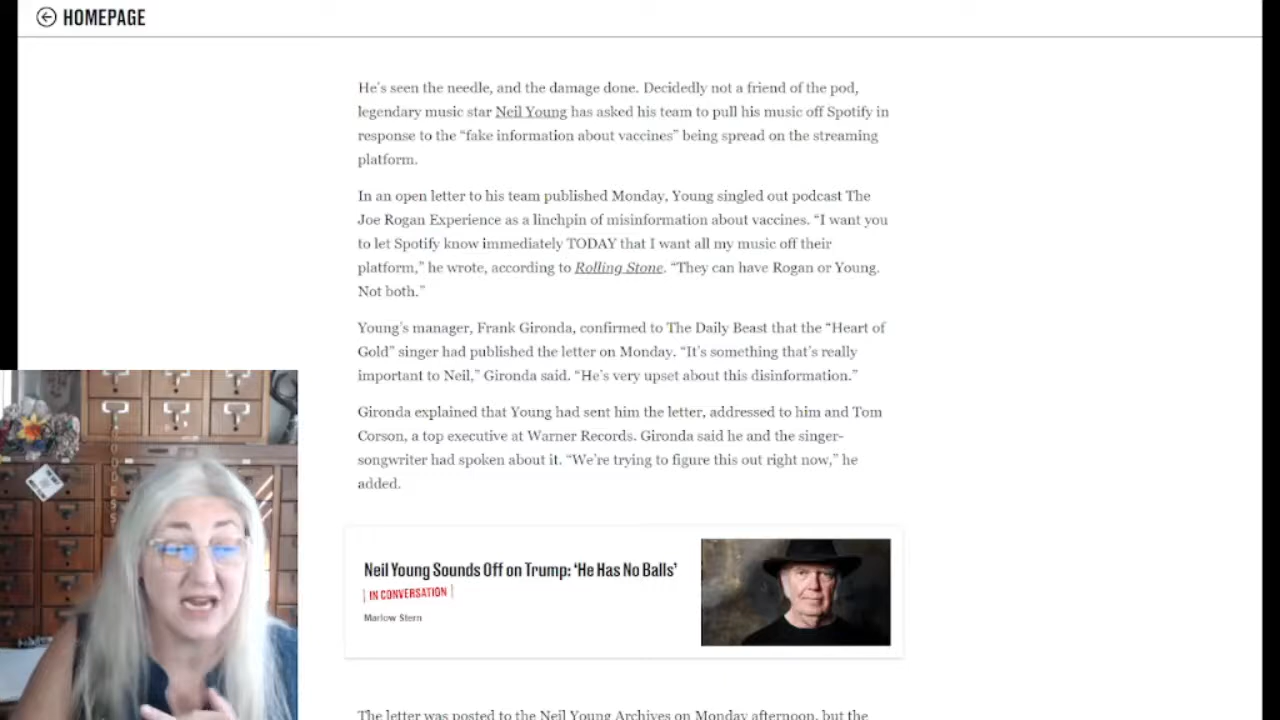 HOMEPAGE
He's seen the needle, and the damage done. Decidedly not a friend of the pod,
legendary music star Neil Young has asked his team to pull his music off Spotify in
response to the “fake information about vaccines” being spread on the streaming
platform.
In an open letter to his team published Monday, Young singled out podcast The
Joe Rogan Experience as a linchpin of misinformation about vaccines. “I want you
to let Spotify know immediately TODAY that I want all my music off their
platform,” he wrote, according to Rolling Stone. “They can have Rogan or Young.
Not both.”
Young's manager, Frank Gironda, confirmed to The Daily Beast that the “Heart of
Gold” singer had published the letter on Monday. “It's something that's really
important to Neil,” Gironda said. “He's very upset about this disinformation.”
Gironda explained that Young had sent him the letter, addressed to him and Tom
Corson, a top executive at Warner Records. Gironda said he and the singer-
songwriter had spoken about it. “We're trying to figure this out right now,” he
added.
Neil Young Sounds Off on Trump: ‘He Has No Balls’
IN CONVERSATION
Marlow Stern
The letter was posted to the Neil Young Archives on Monday afternoon, but the